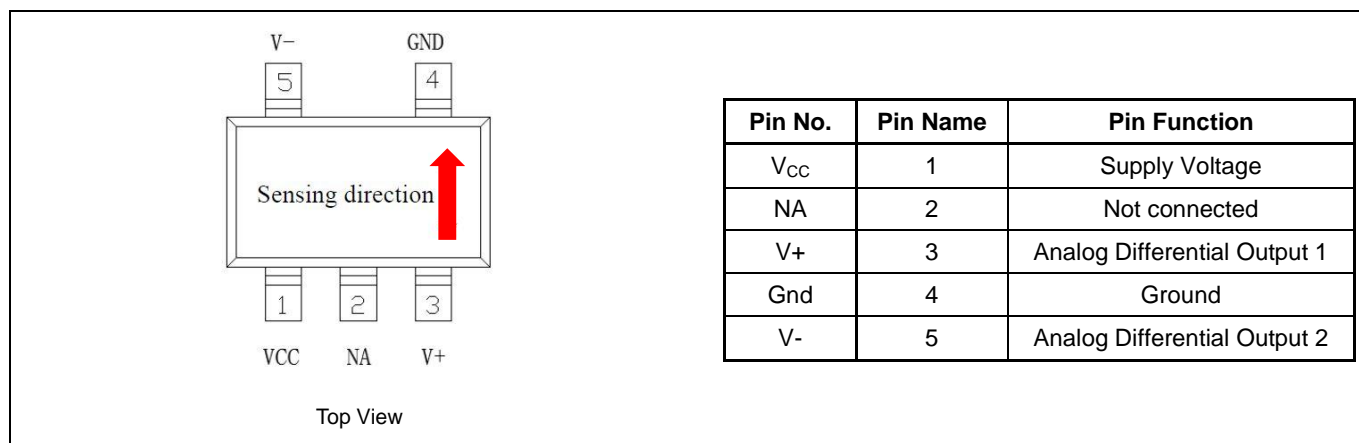 V- GND
5 4
Sensing direction
1 2 3
VCC NA V+
Top View
Pin No. Pin Name Pin Function
VCC 1 Supply Voltage
NA 2 Not connected
V+ 3 Analog Differential Output 1
Gnd 4 Ground
V- 5 Analog Differential Output 2